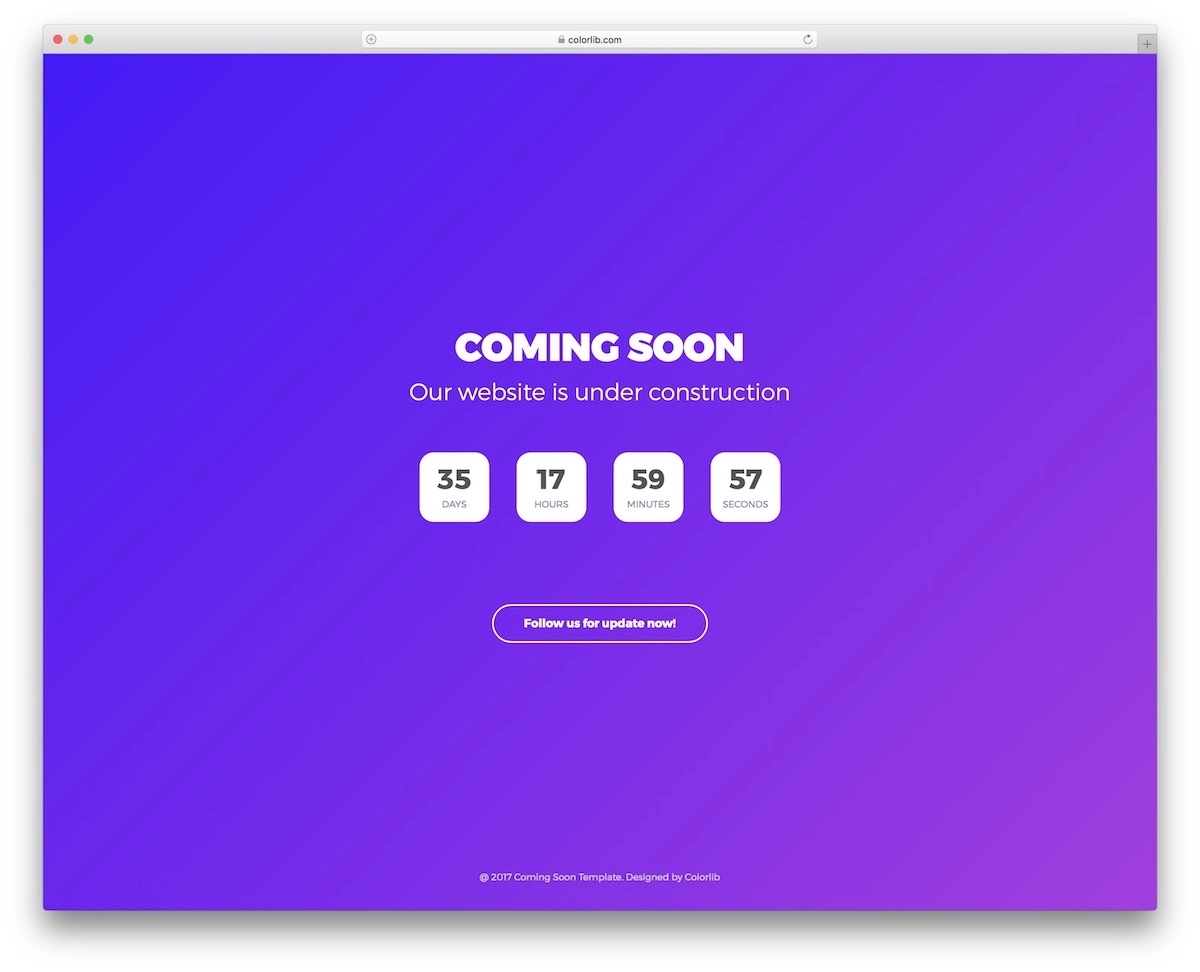 colorlib.com
COMING SOON
Our website is under construction
35 17 59 57
DAYS HOURS MINUTES SECONDS
Follow us for update now!
@ 2017 Coming Soon Template. Designed by Colorlib